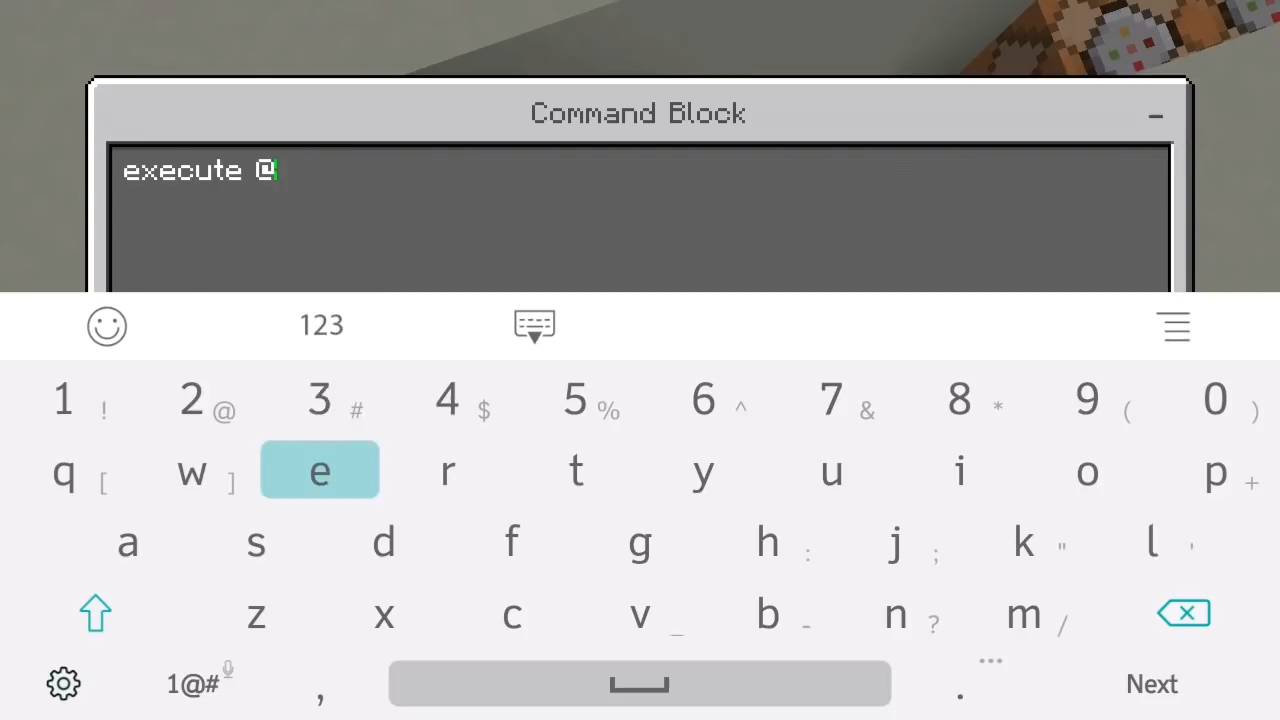 Command Block
execute @
123
1 ! 2 @ 3 # 4 $ 5 % 6 ^ 7 & 8 * 9 ( 0 )
q [ w ] e r t y u i o p +
a s d f g h : j ; k " l '
z x c v _ b - n ? m /
1@# , . ... Next